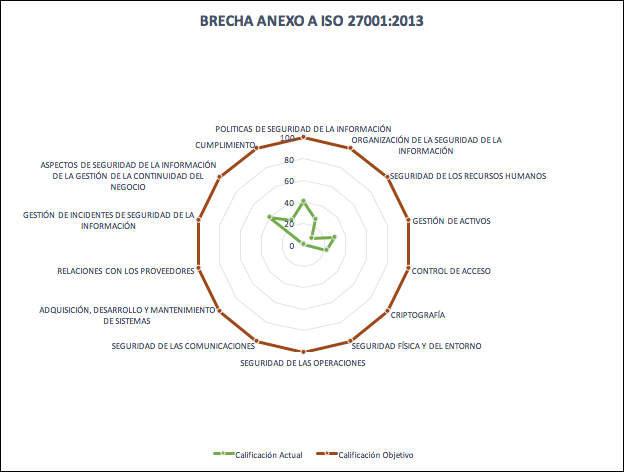 BRECHA ANEXO A ISO 27001:2013
POLITICAS DE SEGURIDAD DE LA INFORMACIÓN
ORGANIZACIÓN DE LA SEGURIDAD DE LA
INFORMACIÓN
SEGURIDAD DE LOS RECURSOS HUMANOS
GESTIÓN DE ACTIVOS
CONTROL DE ACCESO
CRIPTOGRAFÍA
SEGURIDAD FÍSICA Y DEL ENTORNO
SEGURIDAD DE LAS OPERACIONES
SEGURIDAD DE LAS COMUNICACIONES
ADQUISICIÓN, DESARROLLO Y MANTENIMIENTO
DE SISTEMAS
RELACIONES CON LOS PROVEEDORES
GESTIÓN DE INCIDENTES DE SEGURIDAD DE LA
INFORMACIÓN
ASPECTOS DE SEGURIDAD DE LA INFORMACIÓN
DE LA GESTIÓN DE LA CONTINUIDAD DEL
NEGOCIO
CUMPLIMIENTO
100
80
60
40
20
0
Calificación Actual
Calificación Objetivo